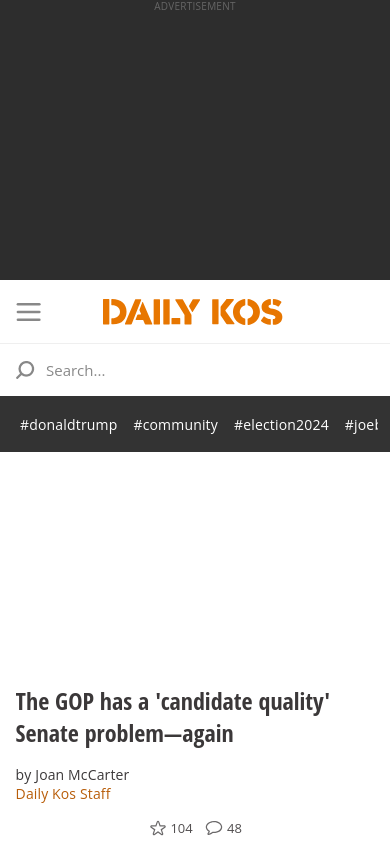 ADVERTISEMENT
DAILY KOS
Search...
#donaldtrump #community #election2024 #joeb
The GOP has a 'candidate quality'
Senate problem—again
by Joan McCarter
Daily Kos Staff
104 48